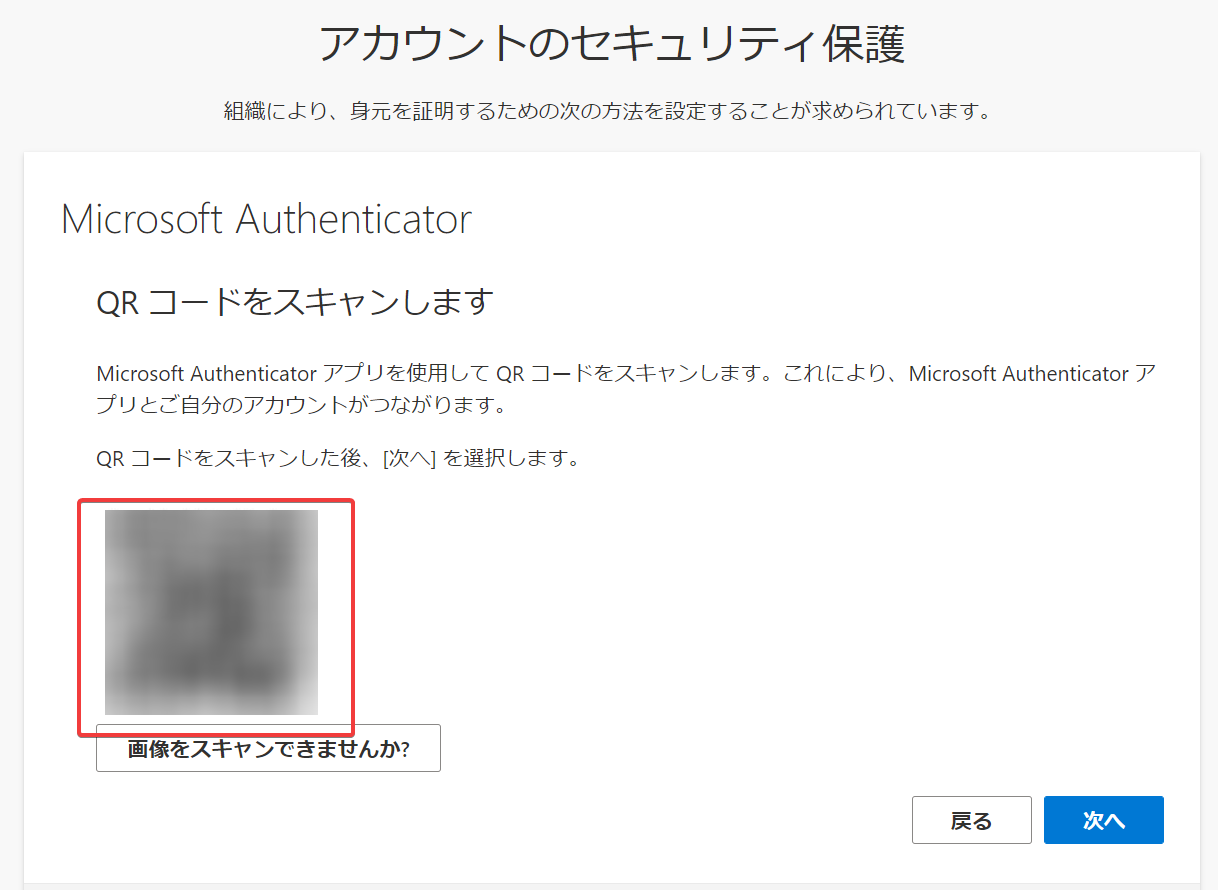 アカウントのセキュリティ保護
組織により、身元を証明するための次の方法を設定することが求められています。
Microsoft Authenticator
QR コードをスキャンします
Microsoft Authenticator アプリを使用して QR コードをスキャンします。これにより、Microsoft Authenticator ア
プリとご自分のアカウントがつながります。
QR コードをスキャンした後、[次へ] を選択します。
画像をスキャンできませんか?
戻る
次へ